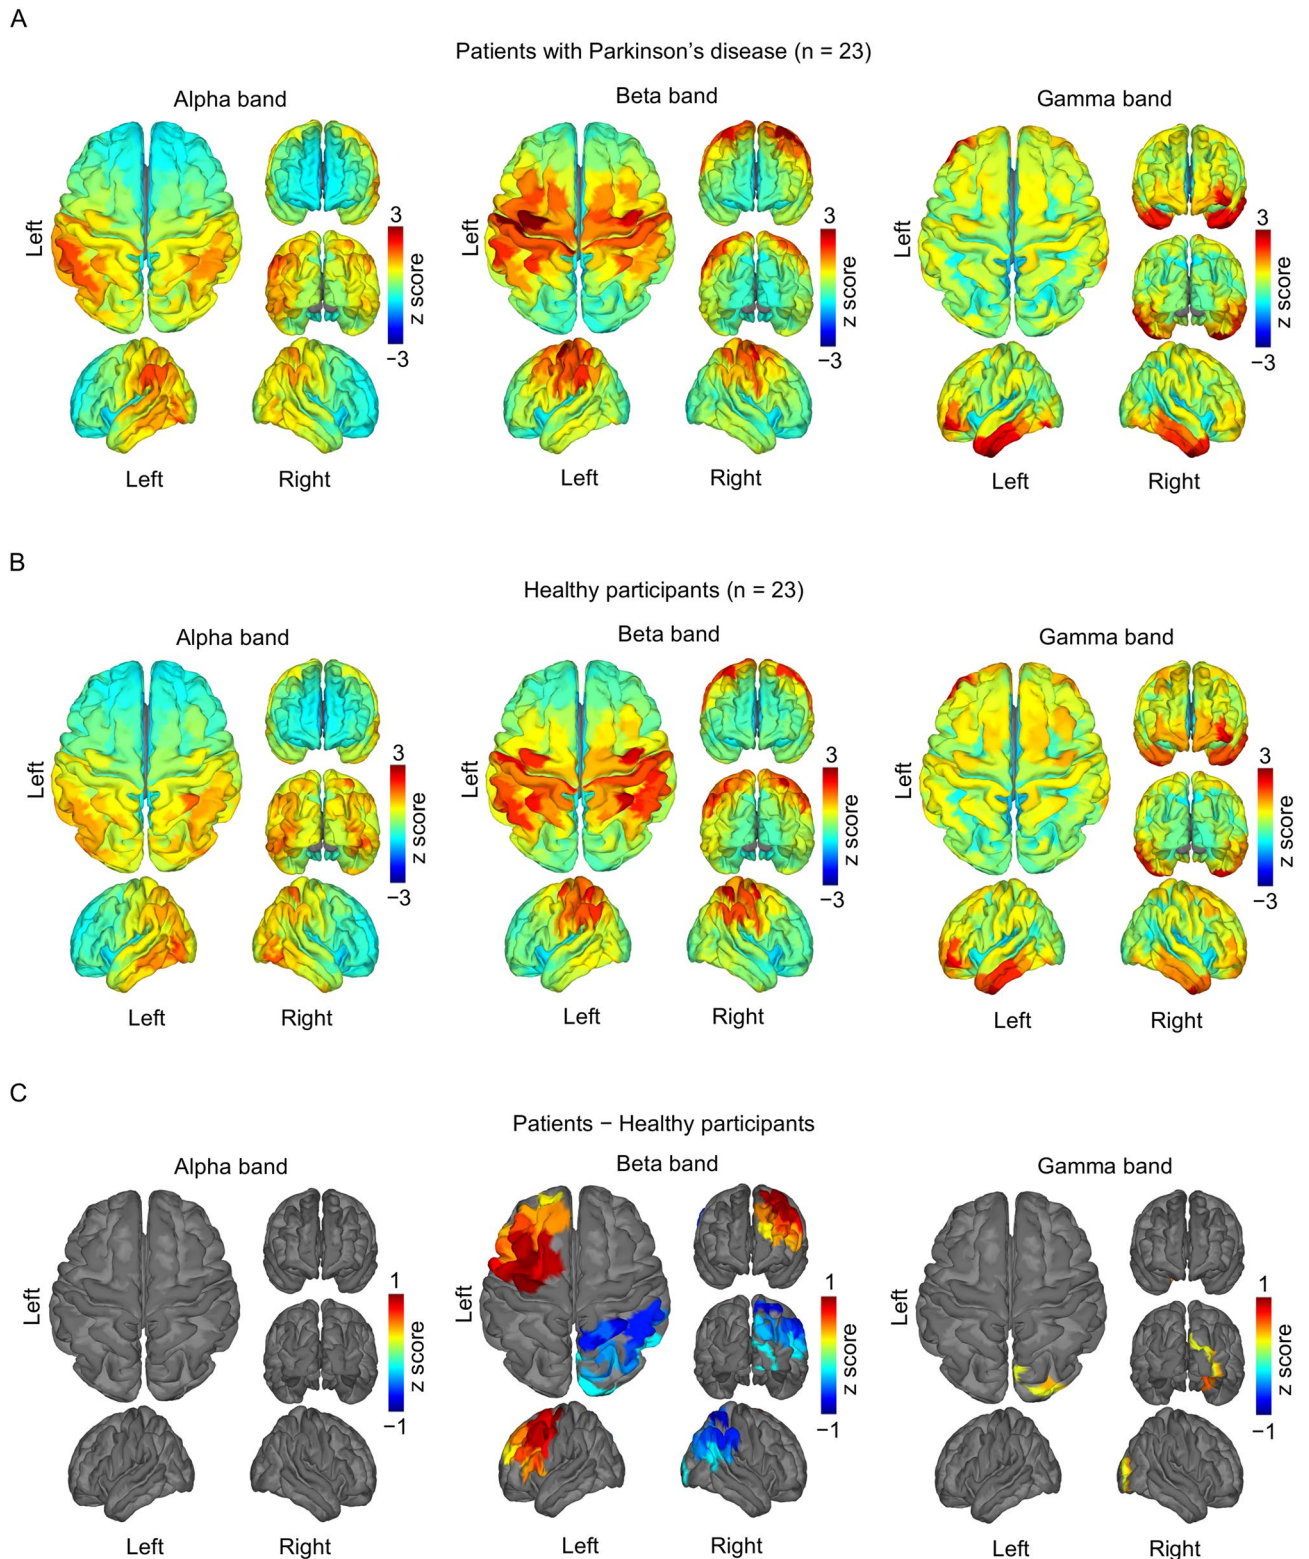 A
Patients with Parkinson's disease (n = 23)
Alpha band
Beta band
Gamma band
Left
3
z score
−3
Left
3
z score
−3
Left
3
z score
−3
Left
Right
Left
Right
Left
Right
B
Healthy participants (n = 23)
Alpha band
Beta band
Gamma band
Left
3
z score
−3
Left
3
z score
−3
Left
3
z score
−3
Left
Right
Left
Right
Left
Right
C
Patients − Healthy participants
Alpha band
Beta band
Gamma band
Left
1
z score
−1
Left
1
z score
−1
Left
1
z score
−1
Left
Right
Left
Right
Left
Right